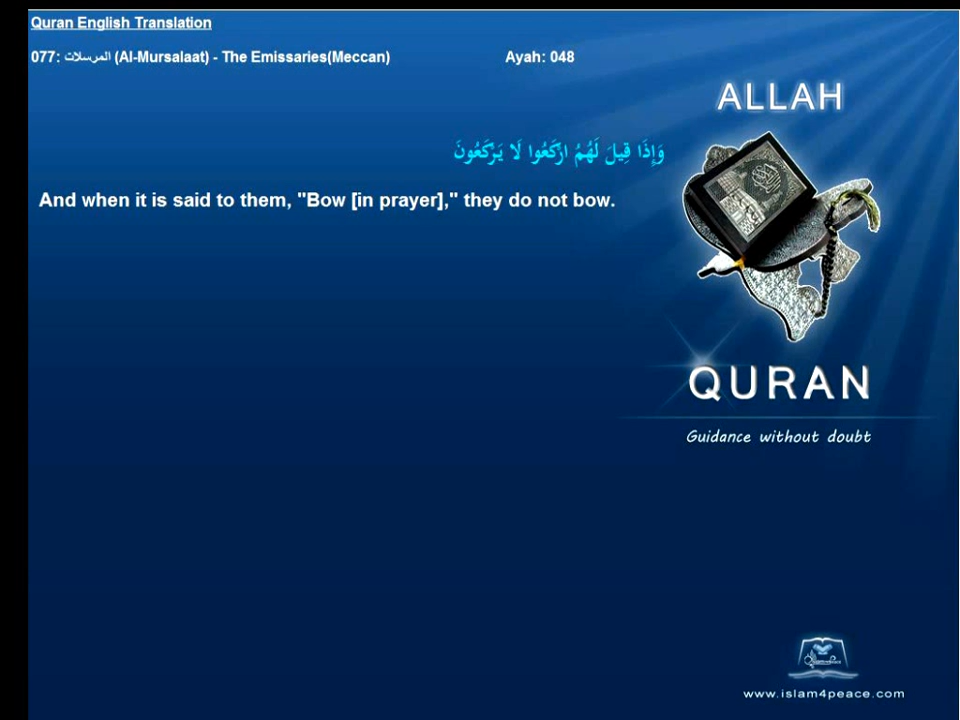 Quran English Translation
077: المرسلات (Al-Mursalaat) - The Emissaries(Meccan) Ayah: 048
ALLAH
وَإِذَا قِيلَ لَهُمُ ارْكَعُوا لَا يَرْكَعُونَ
And when it is said to them, "Bow [in prayer]," they do not bow.
QURAN
Guidance without doubt
www.islam4peace.com